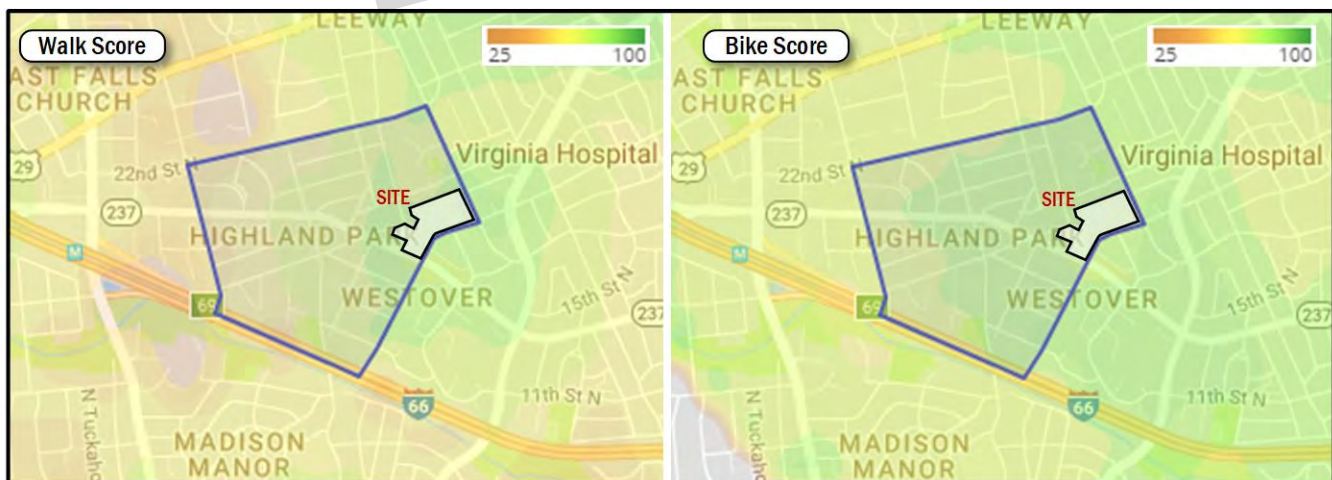 LEEWAY
Walk Score
25 100
AST FALLS
CHURCH
29
22nd St N
Virginia Hospital
SITE
237
HIGHLAND PARK
M
WESTOVER
15th St N
237
66
11th St N
N Tuckaho
MADISON
MANOR
LEEWAY
Bike Score
25 100
AST FALLS
CHURCH
29
22nd St N
Virginia Hospital
SITE
237
HIGHLAND PARK
M
WESTOVER
15th St N
237
66
11th St N
N Tuckaho
MADISON
MANOR